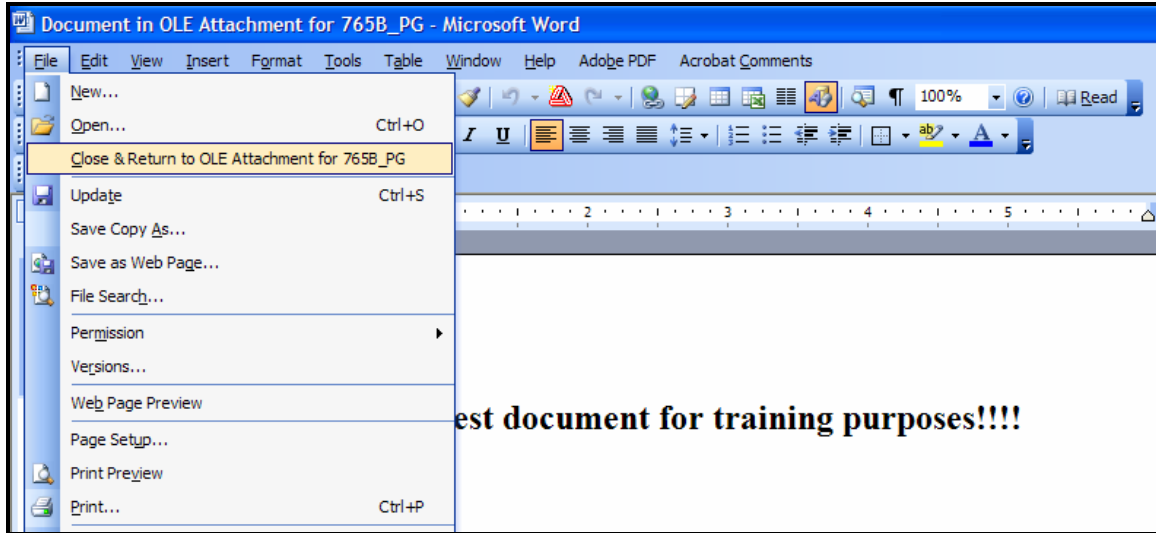 Document in OLE Attachment for 765B_PG - Microsoft Word
File Edit View Insert Format Tools Table Window Help Adobe PDF Acrobat Comments
New...
100% Read
Open... Ctrl+O
I U
Close & Return to OLE Attachment for 765B_PG
Update Ctrl+S
2 3 4 5
Save Copy As...
Save as Web Page...
File Search...
Permission
Versions...
Web Page Preview
est document for training purposes!!!!
Page Setup...
Print Preview
Print... Ctrl+P